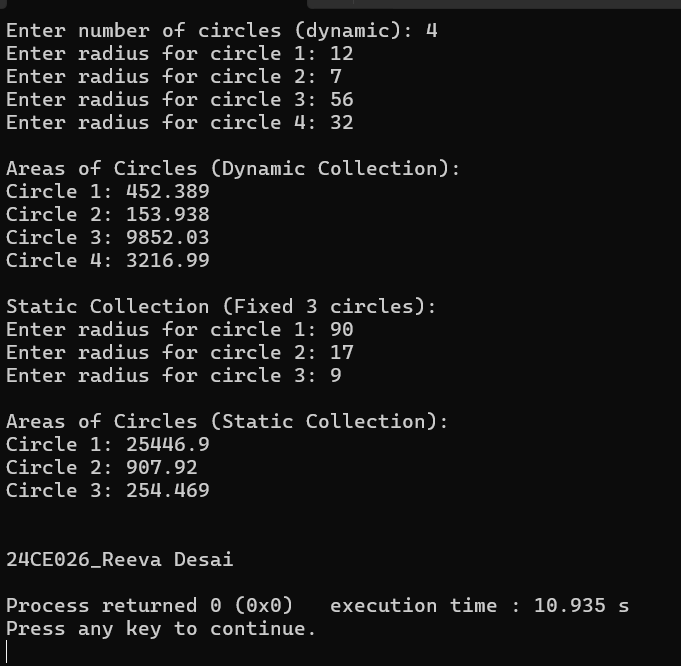 Enter number of circles (dynamic): 4
Enter radius for circle 1: 12
Enter radius for circle 2: 7
Enter radius for circle 3: 56
Enter radius for circle 4: 32
Areas of Circles (Dynamic Collection):
Circle 1: 452.389
Circle 2: 153.938
Circle 3: 9852.03
Circle 4: 3216.99
Static Collection (Fixed 3 circles):
Enter radius for circle 1: 90
Enter radius for circle 2: 17
Enter radius for circle 3: 9
Areas of Circles (Static Collection):
Circle 1: 25446.9
Circle 2: 907.92
Circle 3: 254.469
24CE026_Reeva Desai
Process returned 0 (0x0)   execution time : 10.935 s
Press any key to continue.